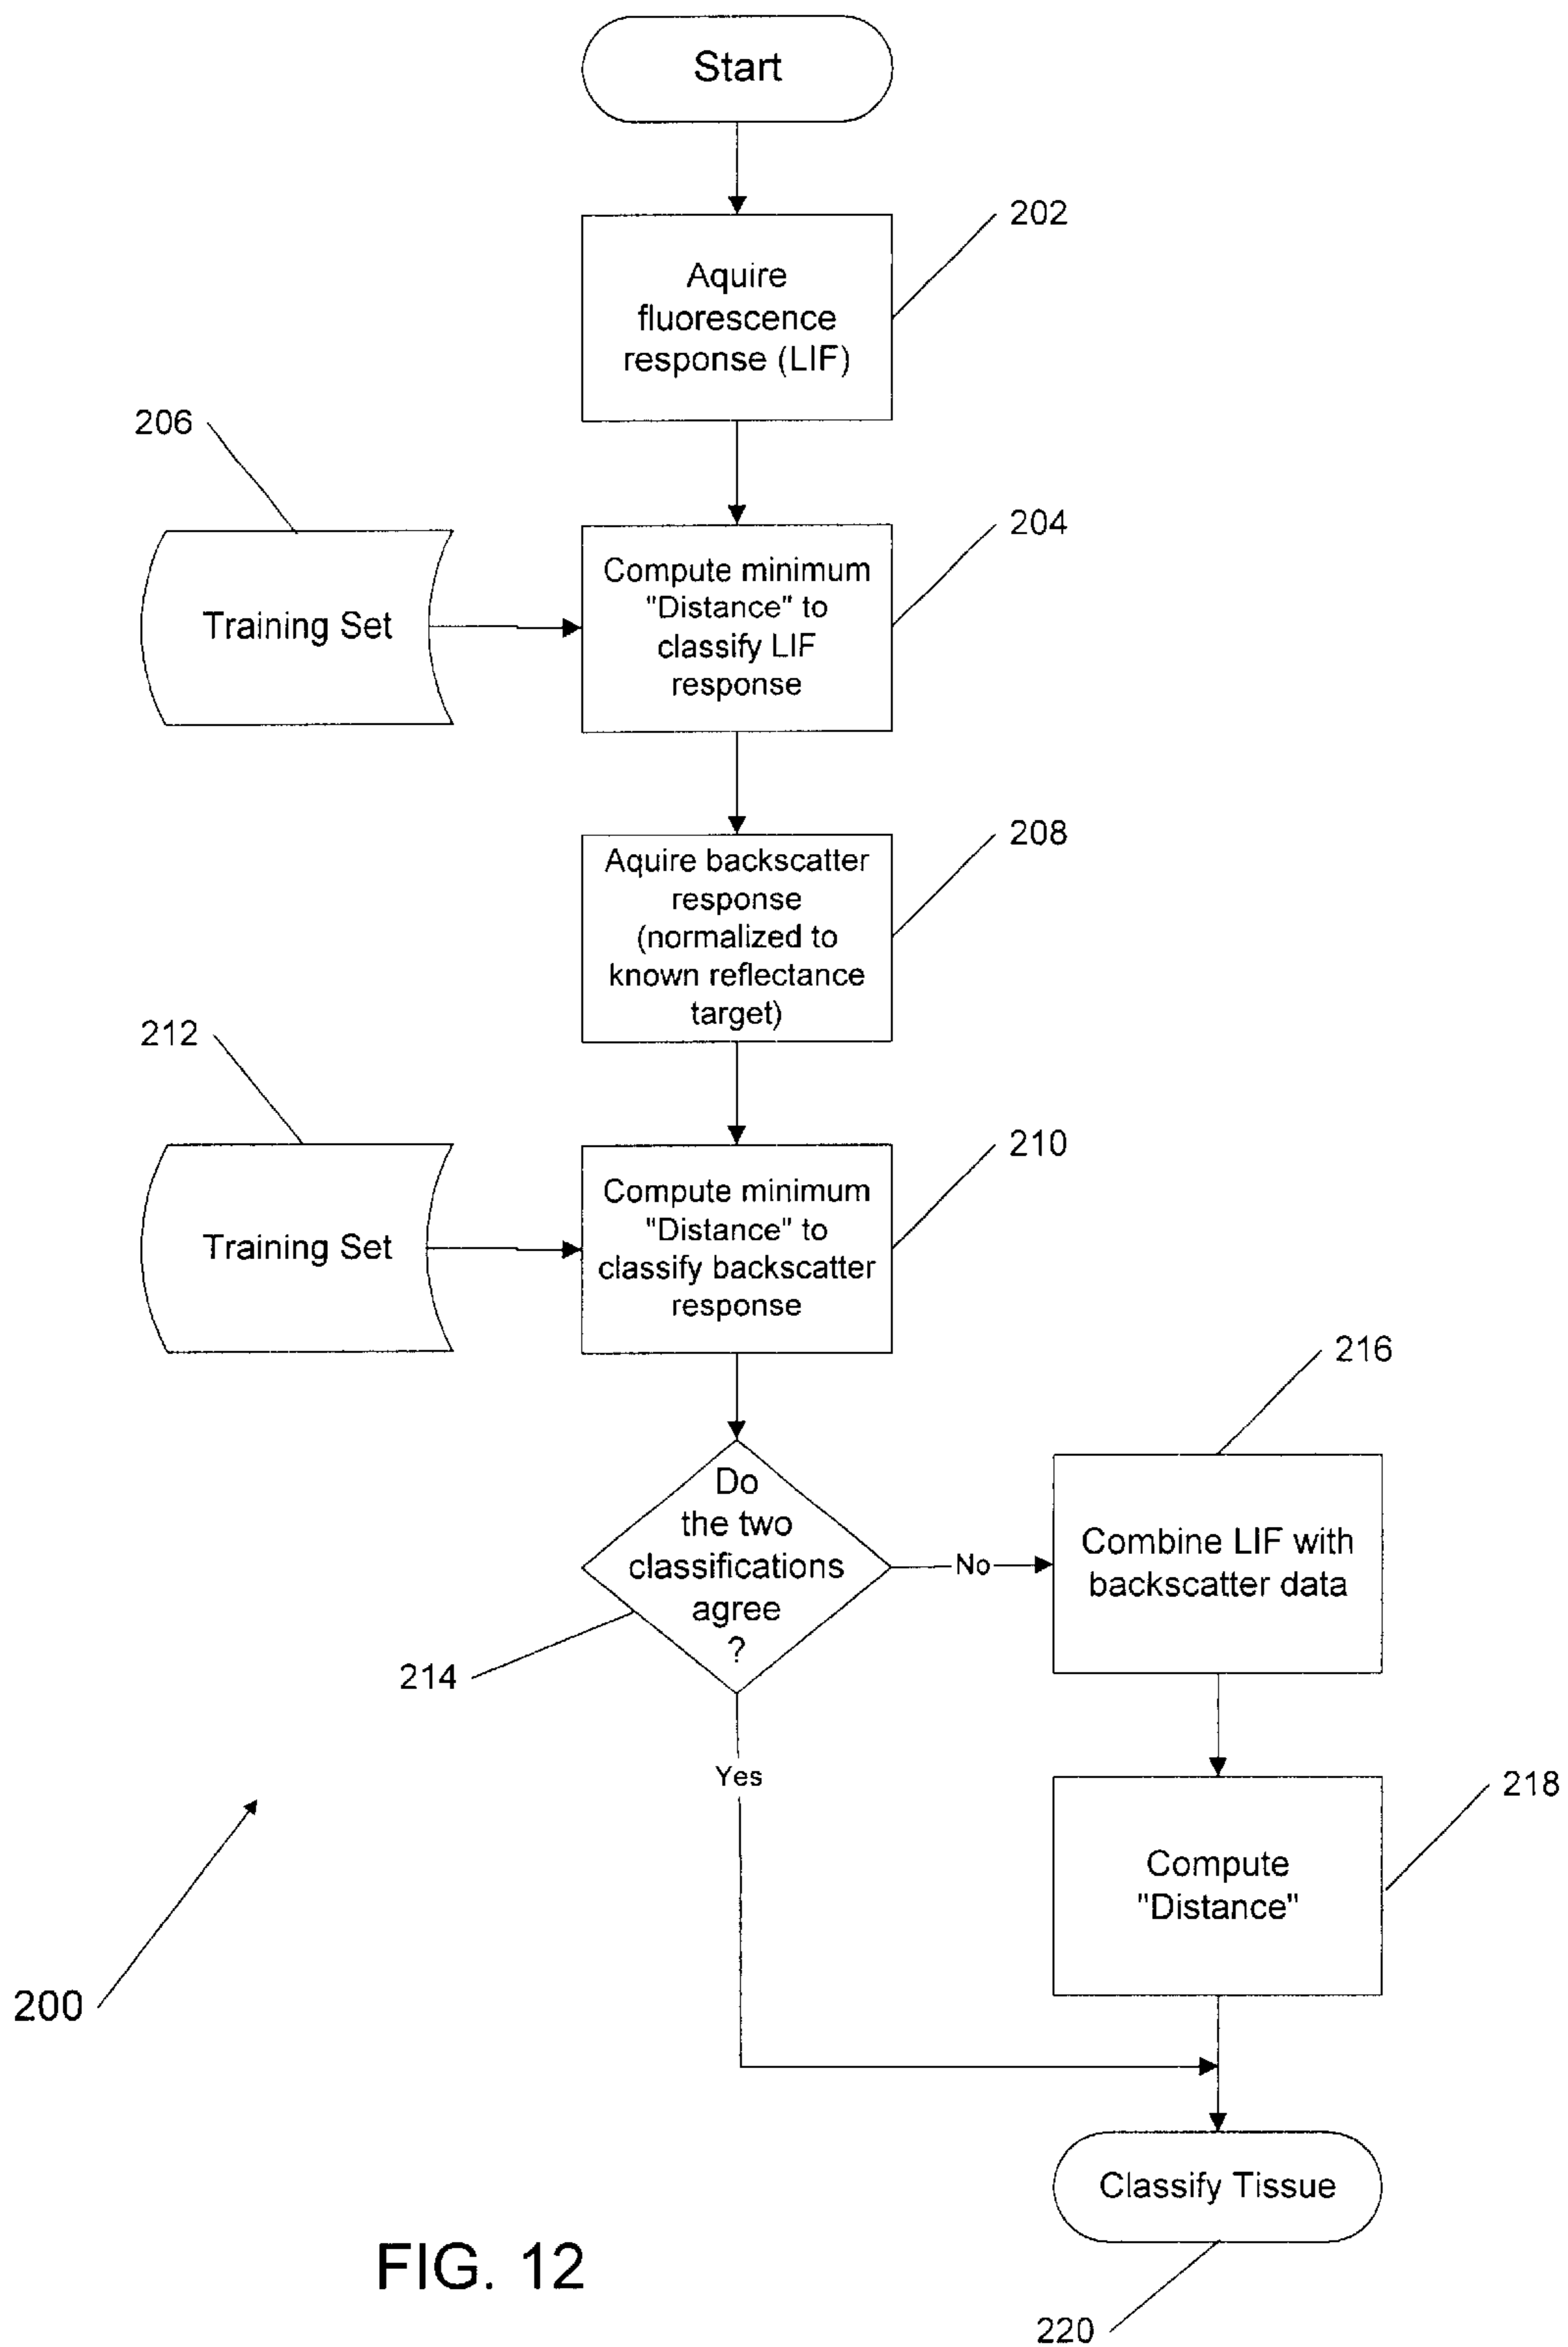 Start
202
Aquire
fluorescence
response (LIF)
206
204
Training Set
Compute minimum
"Distance" to
classify LIF
response
208
Aquire backscatter
response
(normalized to
known reflectance
target)
212
210
Training Set
Compute minimum
"Distance" to
classify backscatter
response
216
Do
the two
classifications
agree
?
No
Combine LIF with
backscatter data
214
Yes
218
Compute
"Distance"
200
Classify Tissue
FIG. 12
220